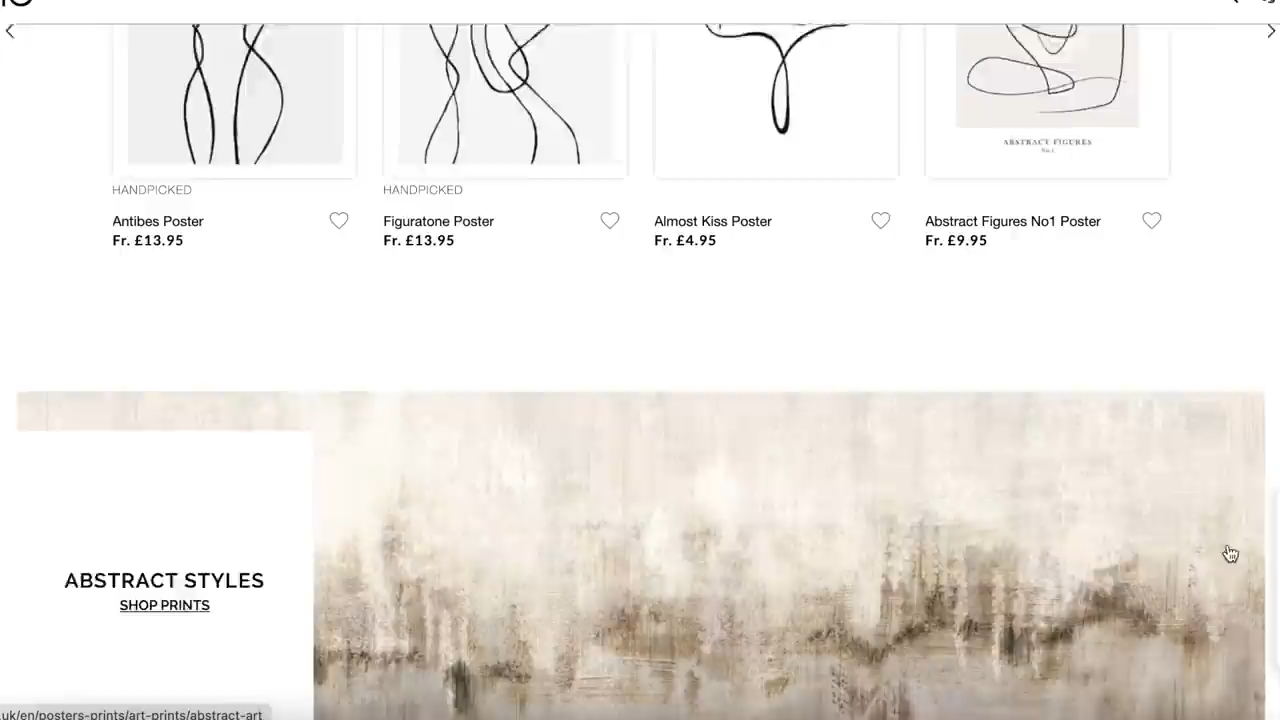 ABSTRACT FIGURES
No.1
HANDPICKED
HANDPICKED
Antibes Poster
Fr. £13.95
Figuratone Poster
Fr. £13.95
Almost Kiss Poster
Fr. £4.95
Abstract Figures No1 Poster
Fr. £9.95
ABSTRACT STYLES
SHOP PRINTS
.uk/en/posters-prints/art-prints/abstract-art